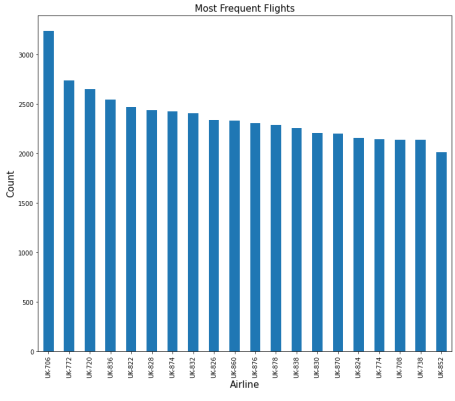 Most Frequent Flights
Count
3000
2500
2000
1500
1000
500
0
UK-706
UK-772
UK-720
UK-836
UK-822
UK-828
UK-874
UK-832
UK-826
UK-860
UK-876
UK-878
UK-838
UK-830
UK-870
UK-824
UK-774
UK-708
UK-738
UK-852
Airline